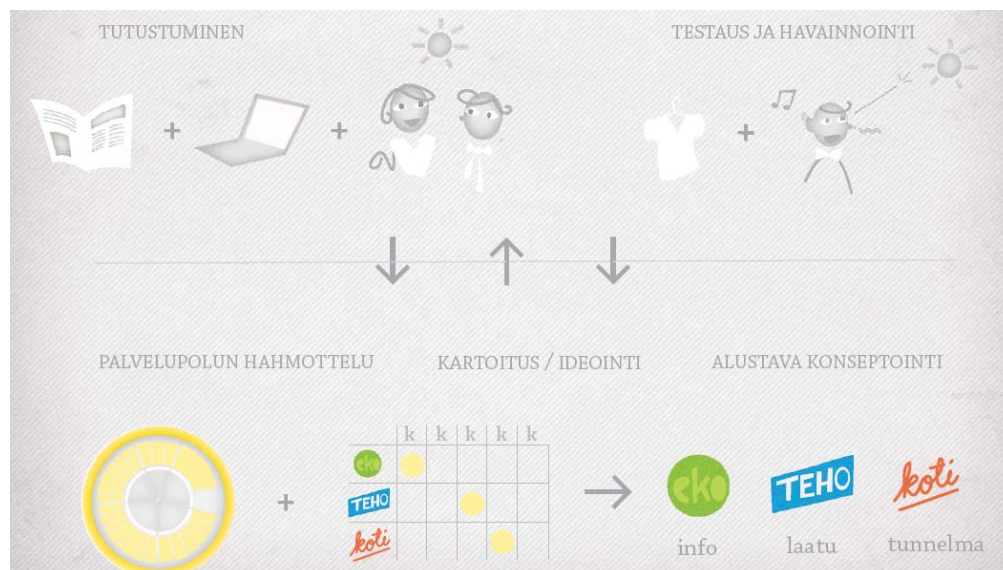 TUTUSTUMINEN
TESTAUS JA HAVAINNOINTI
+ + +
PALVELUPOLUN HAHMOTTELU
KARTOITUS / IDEOINTI
ALUSTAVA KONSEPTOINTI
k k k k k
eko
TEHO
koti
+
eko
TEHO
koti
info
laatu
tunnelma